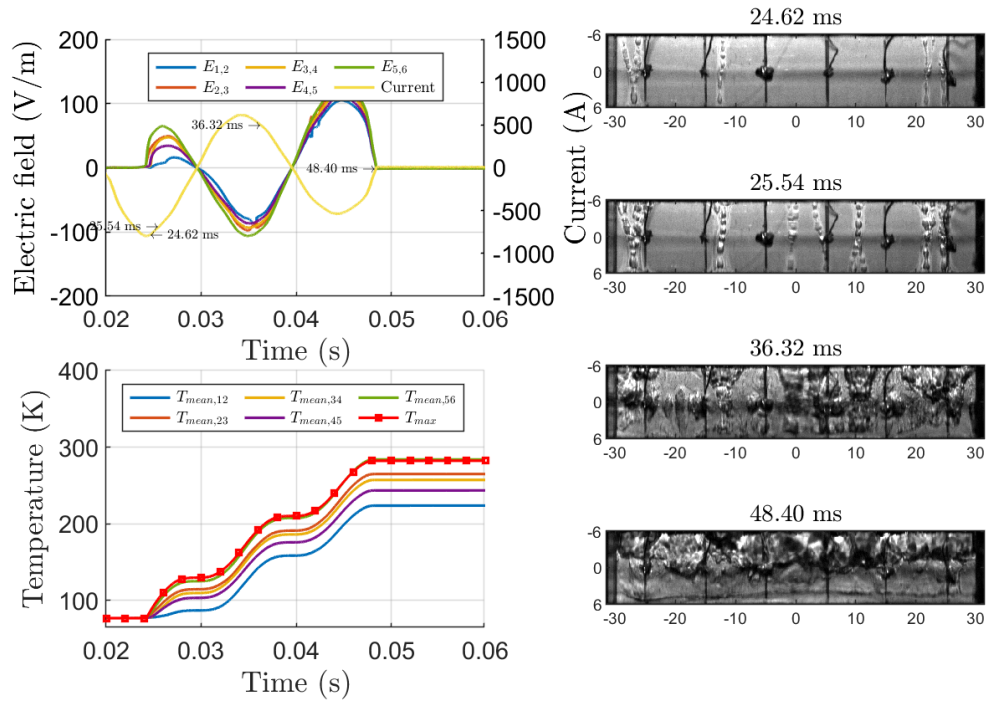 200
100
0
-100
-200
Electric field (V/m)
E1,2 E3,4 E5,6
E2,3 E4,5 Current
36.32 ms →
48.40 ms →
25.54 ms →
← 24.62 ms
1500
1000
500
0
-500
-1000
-1500
Current (A)
0.02 0.03 0.04 0.05 0.06
Time (s)
400
300
200
100
Temperature (K)
Tmean,12 Tmean,34 Tmean,56
Tmean,23 Tmean,45 Tmax
0.02 0.03 0.04 0.05 0.06
Time (s)
24.62 ms
-6
0
6
-30 -20 -10 0 10 20 30
25.54 ms
-6
0
6
-30 -20 -10 0 10 20 30
36.32 ms
-6
0
6
-30 -20 -10 0 10 20 30
48.40 ms
-6
0
6
-30 -20 -10 0 10 20 30